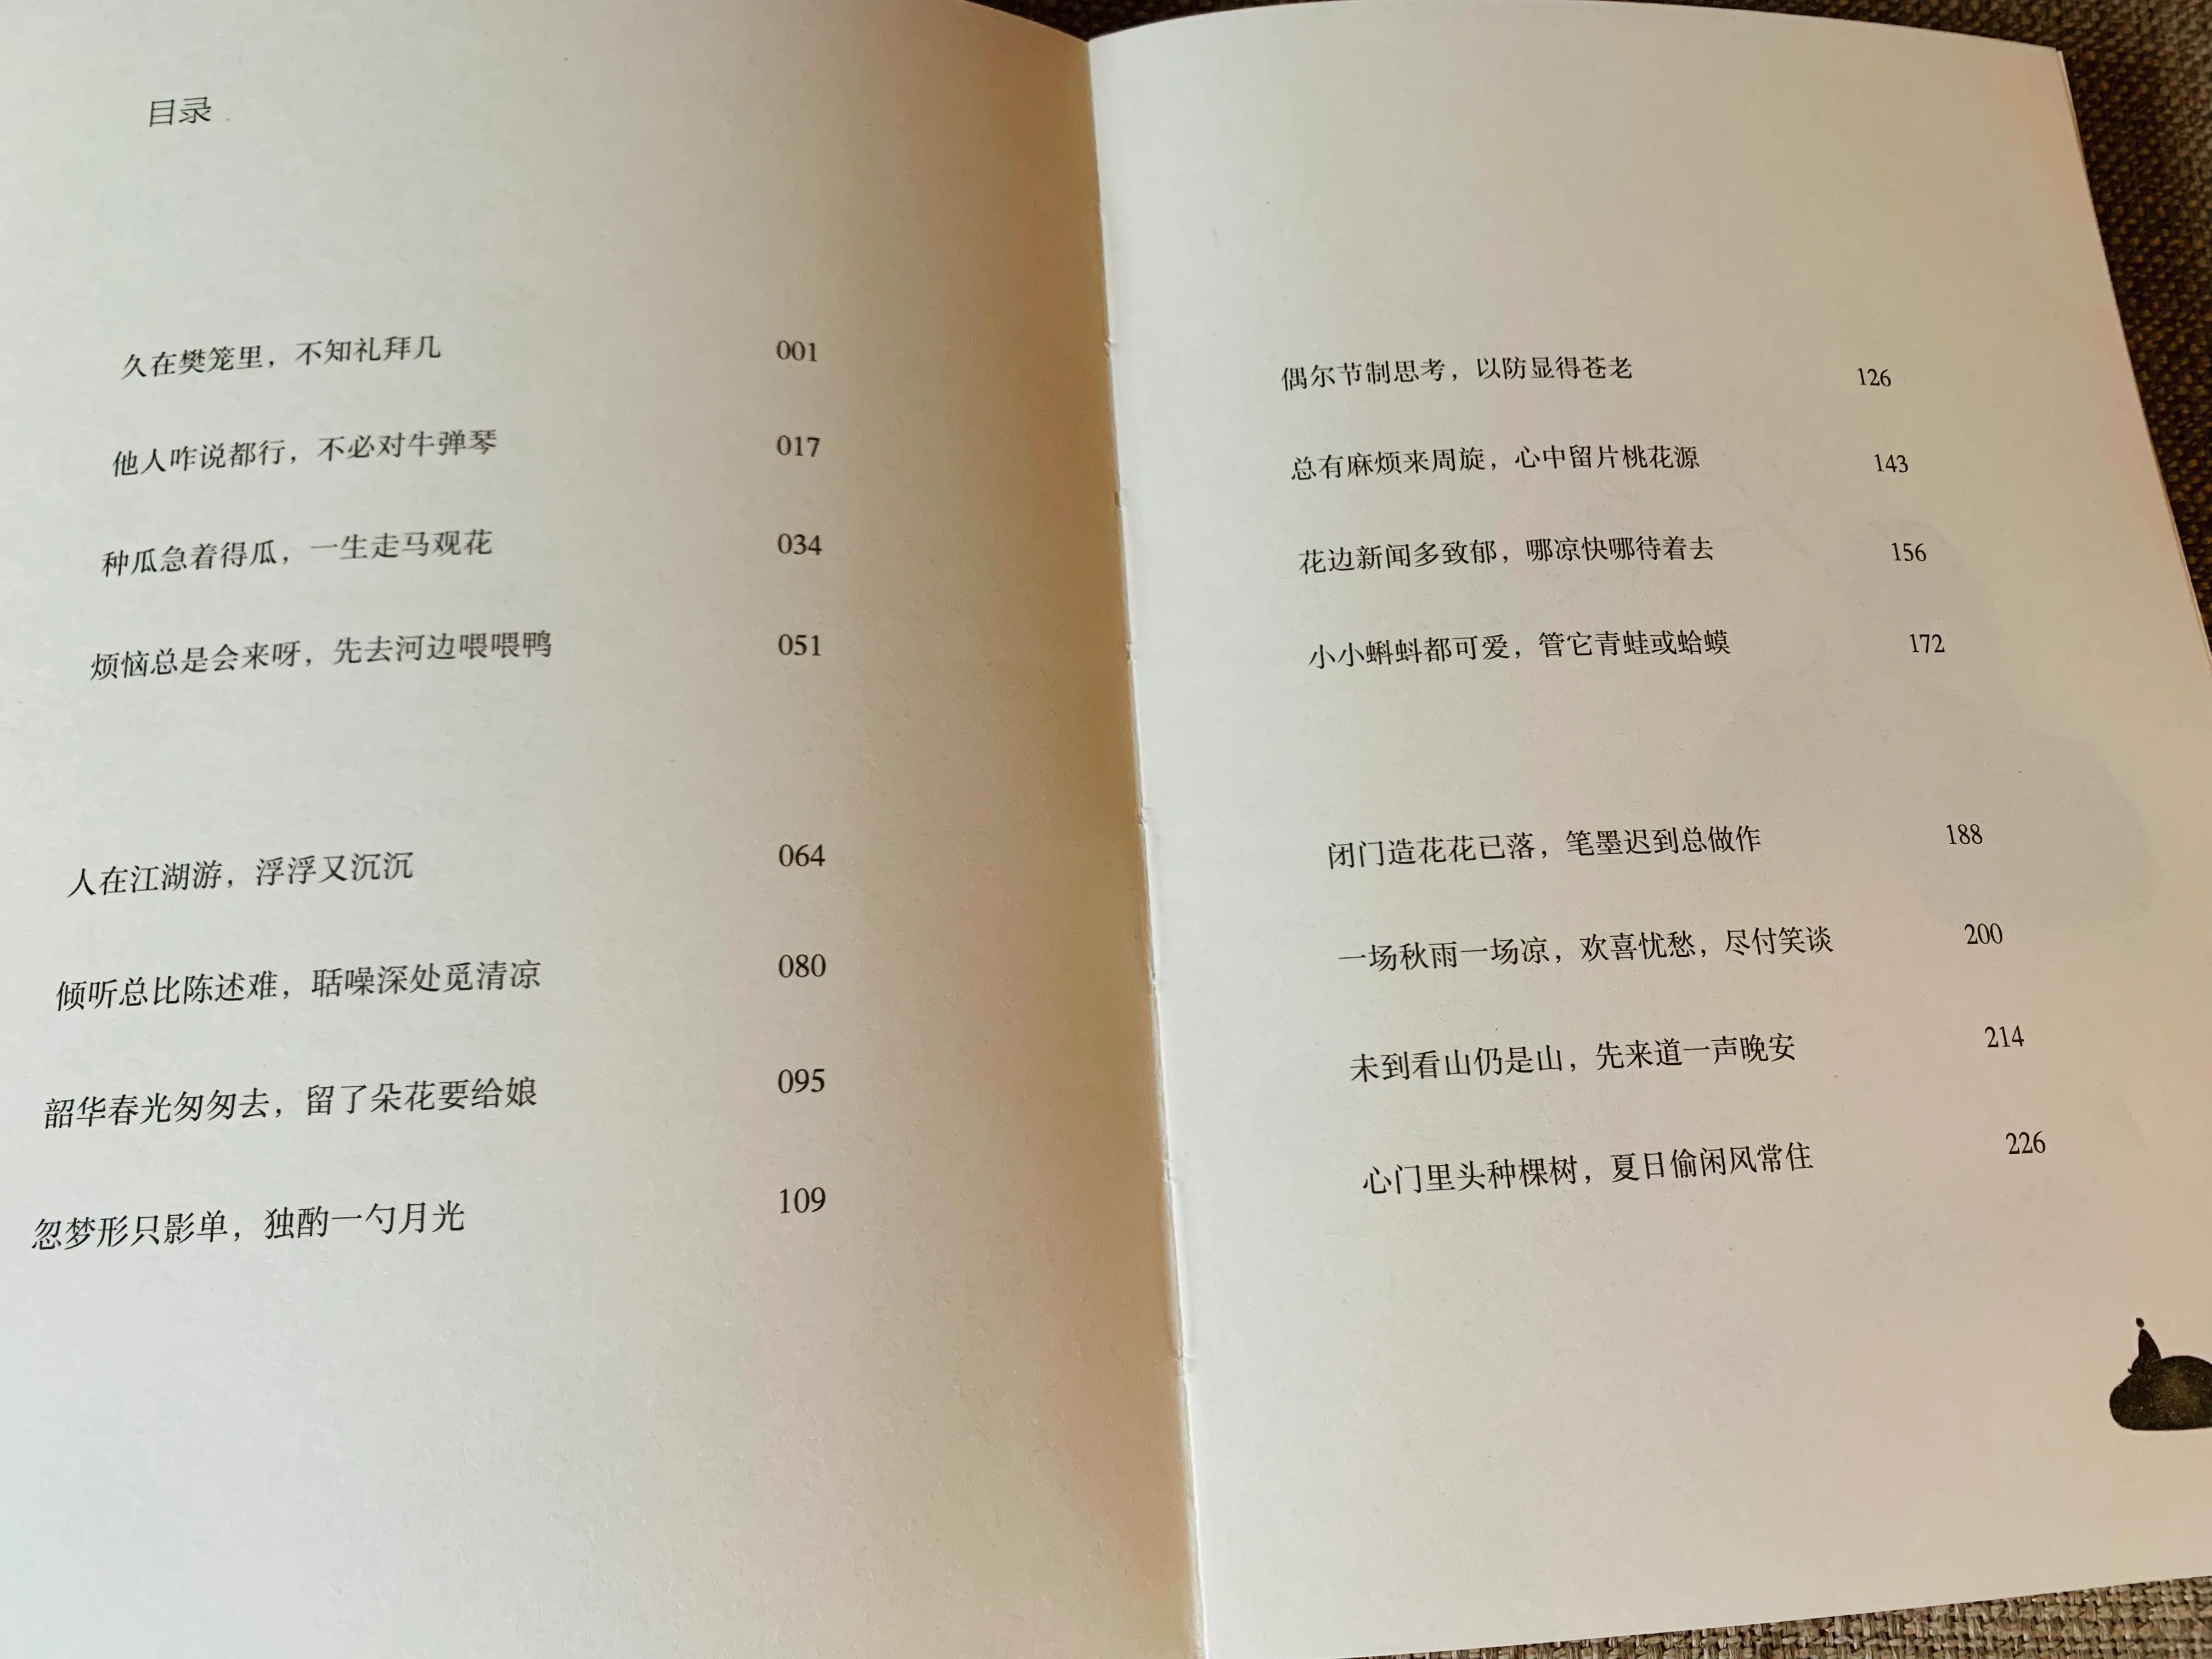 目录
久在樊笼里，不知礼拜几 001
他人咋说都行，不必对牛弹琴 017
种瓜急着得瓜，一生走马观花 034
烦恼总是会来呀，先去河边喂喂鸭 051
人在江湖游，浮浮又沉沉 064
倾听总比陈述难，聒噪深处觅清凉 080
韶华春光匆匆去，留了朵花要给娘 095
忽梦形只影单，独酌一勺月光 109
偶尔节制思考，以防显得苍老 126
总有麻烦来周旋，心中留片桃花源 143
花边新闻多致郁，哪凉快哪待着去 156
小小蝌蚪都可爱，管它青蛙或蛤蟆 172
闭门造花花已落，笔墨迟到总做作 188
一场秋雨一场凉，欢喜忧愁，尽付笑谈 200
未到看山仍是山，先来道一声晚安 214
心门里头种棵树，夏日偷闲风常住 226